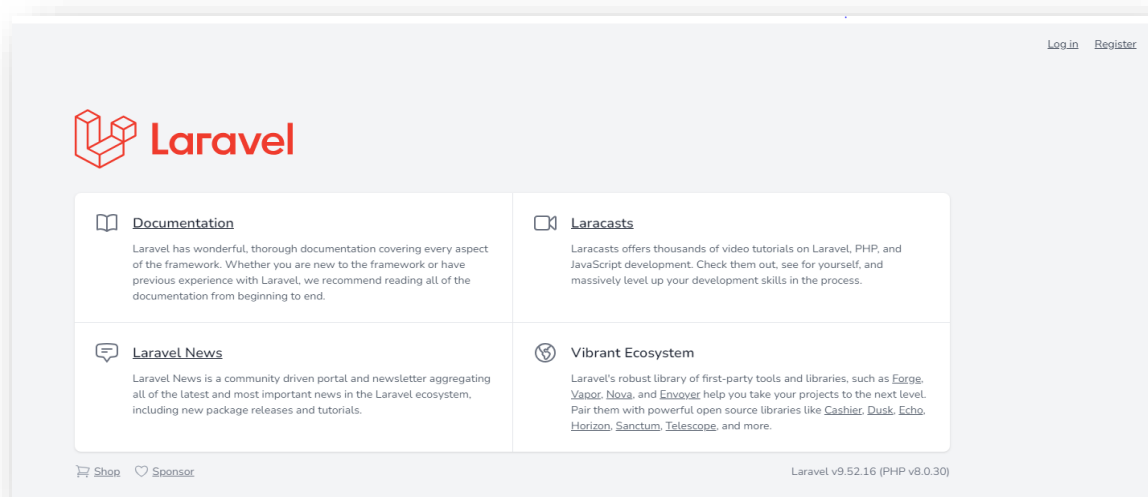 Log in Register
Laravel
Documentation
Laravel has wonderful, thorough documentation covering every aspect
of the framework. Whether you are new to the framework or have
previous experience with Laravel, we recommend reading all of the
documentation from beginning to end.
Laracasts
Laracasts offers thousands of video tutorials on Laravel, PHP, and
JavaScript development. Check them out, see for yourself, and
massively level up your development skills in the process.
Laravel News
Laravel News is a community driven portal and newsletter aggregating
all of the latest and most important news in the Laravel ecosystem,
including new package releases and tutorials.
Vibrant Ecosystem
Laravel's robust library of first-party tools and libraries, such as Forge,
Vapor, Nova, and Envoyer help you take your projects to the next level.
Pair them with powerful open source libraries like Cashier, Dusk, Echo,
Horizon, Sanctum, Telescope, and more.
Shop Sponsor
Laravel v9.52.16 (PHP v8.0.30)